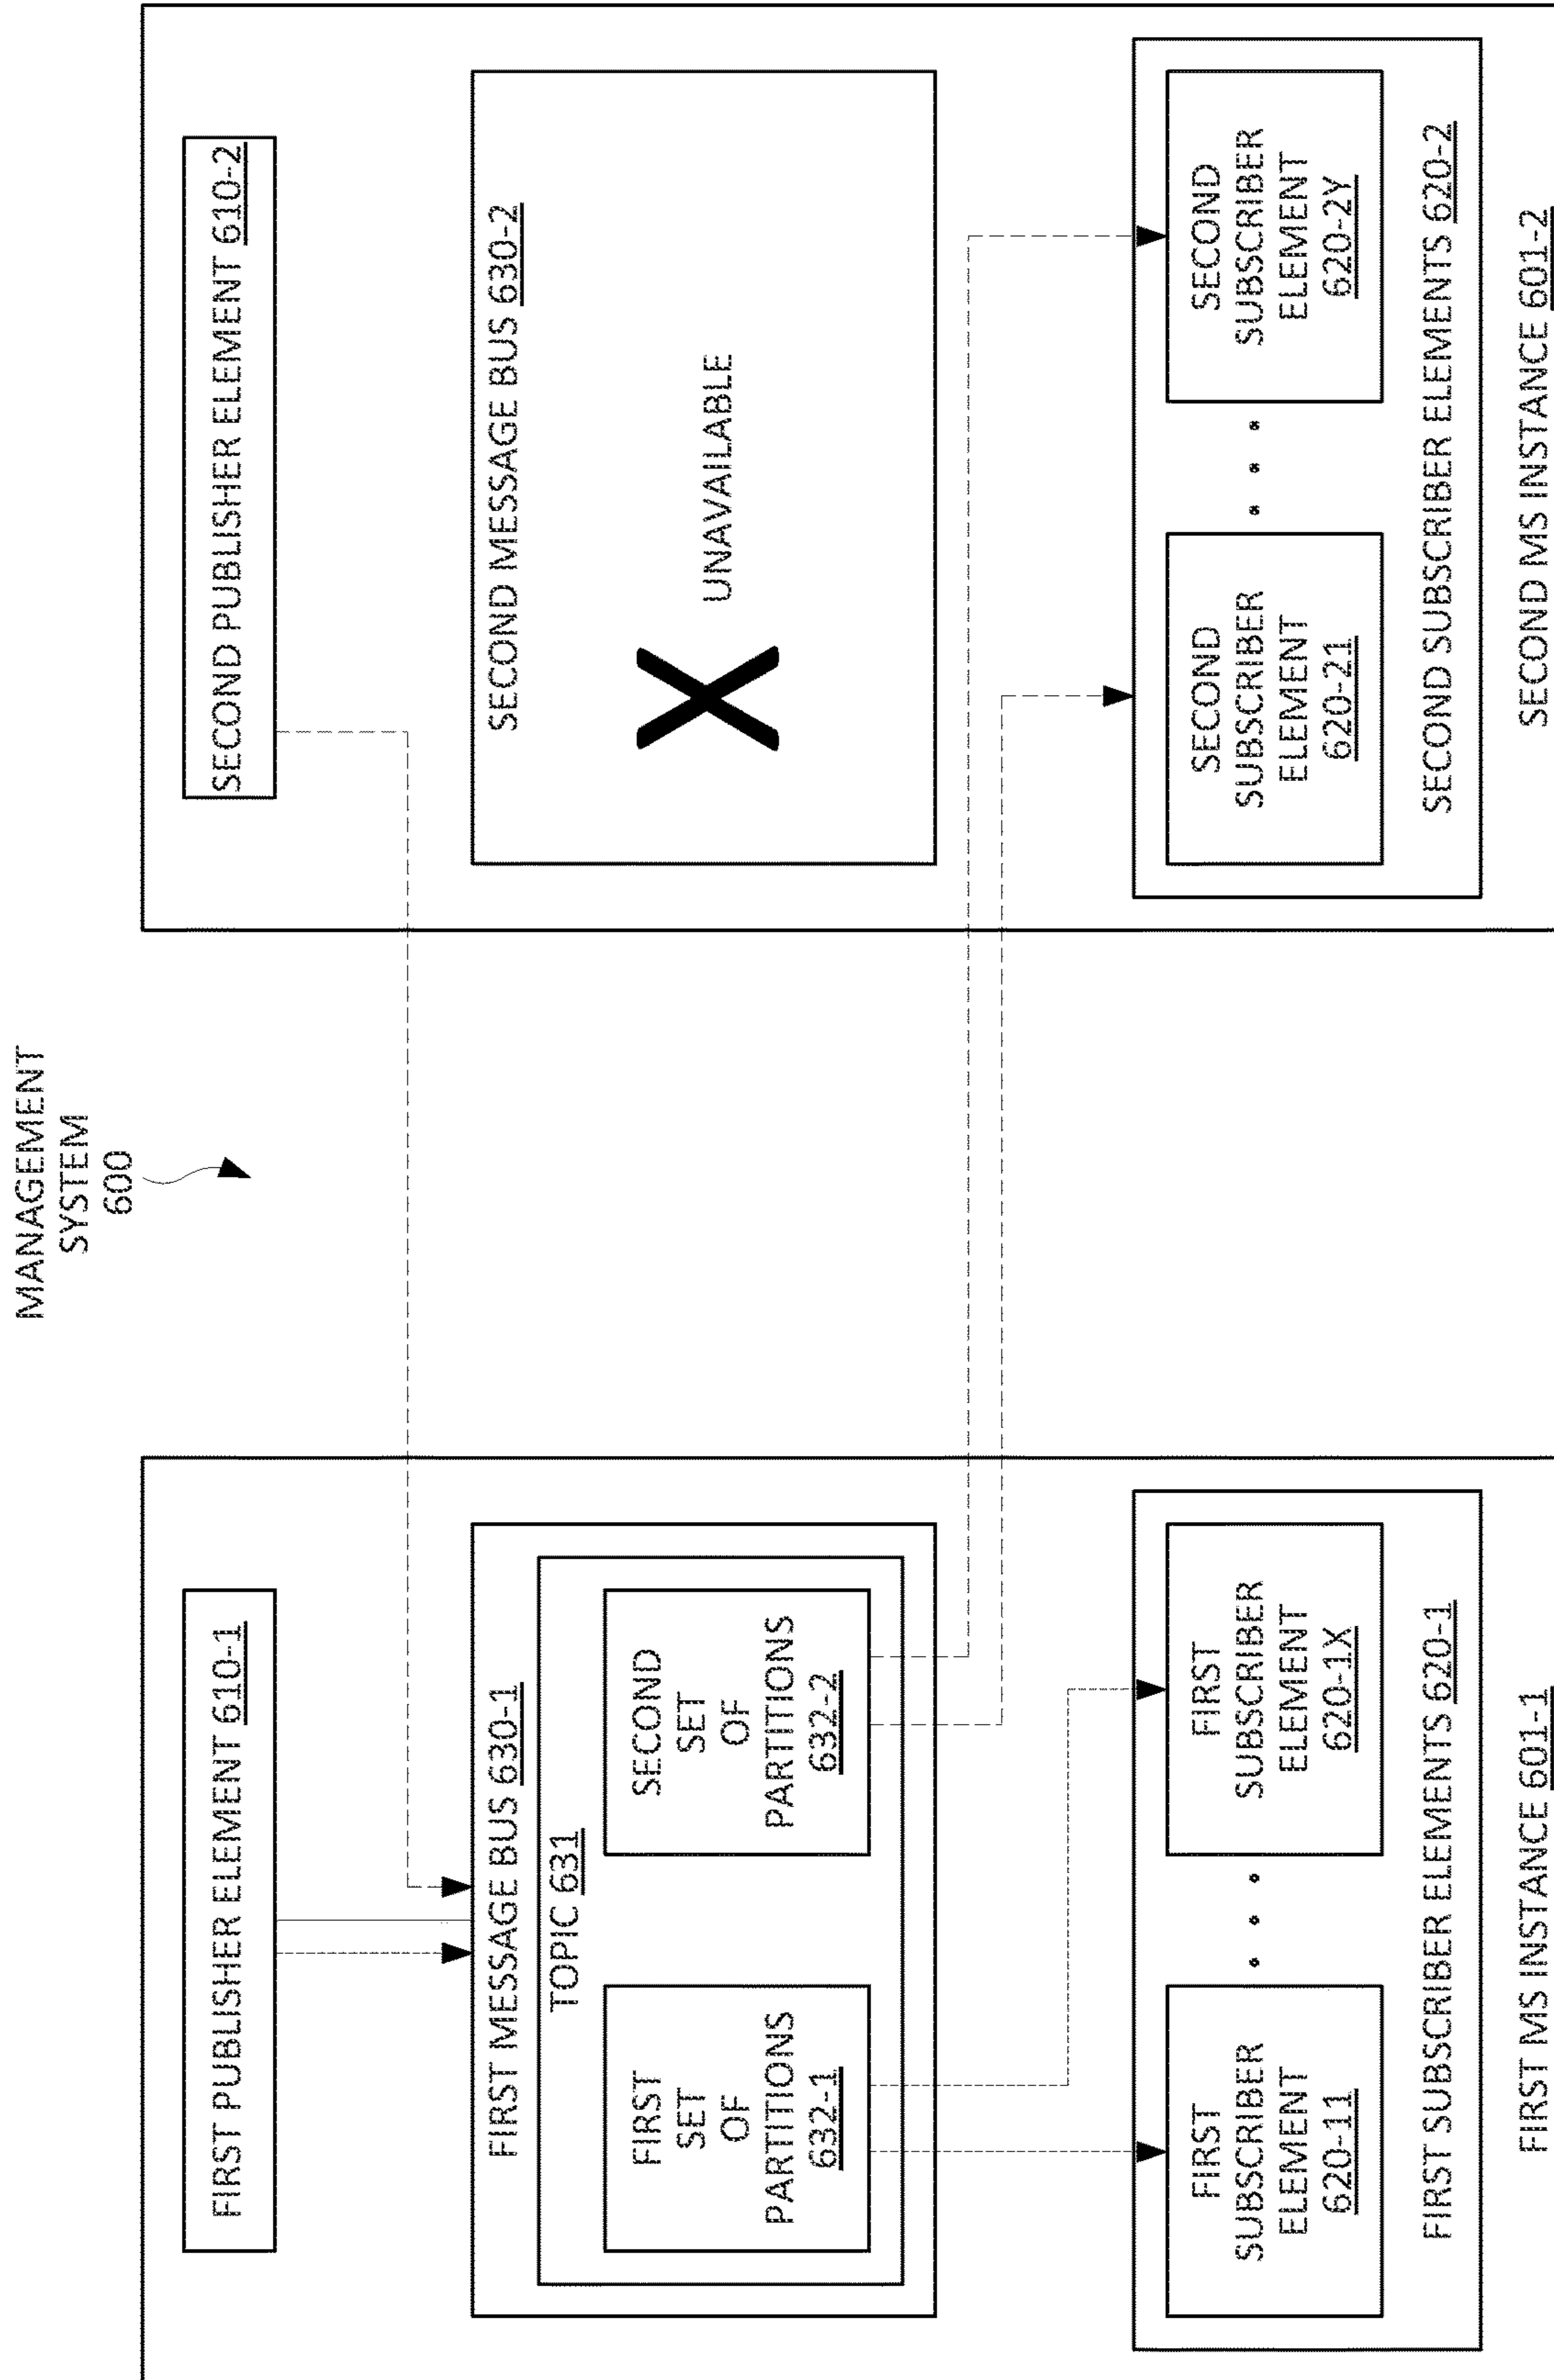 MANAGEMENT
SYSTEM
600
FIRST PUBLISHER ELEMENT 610-1
FIRST MESSAGE BUS 630-1
TOPIC 631
FIRST
SET
OF
PARTITIONS
632-1
SECOND
SET
OF
PARTITIONS
632-2
FIRST
SUBSCRIBER
ELEMENT
620-11
FIRST
SUBSCRIBER
ELEMENT
620-1X
FIRST SUBSCRIBER ELEMENTS 620-1
FIRST MS INSTANCE 601-1
SECOND PUBLISHER ELEMENT 610-2
SECOND MESSAGE BUS 630-2
UNAVAILABLE
SECOND
SUBSCRIBER
ELEMENT
620-21
SECOND
SUBSCRIBER
ELEMENT
620-2Y
SECOND SUBSCRIBER ELEMENTS 620-2
SECOND MS INSTANCE 601-2